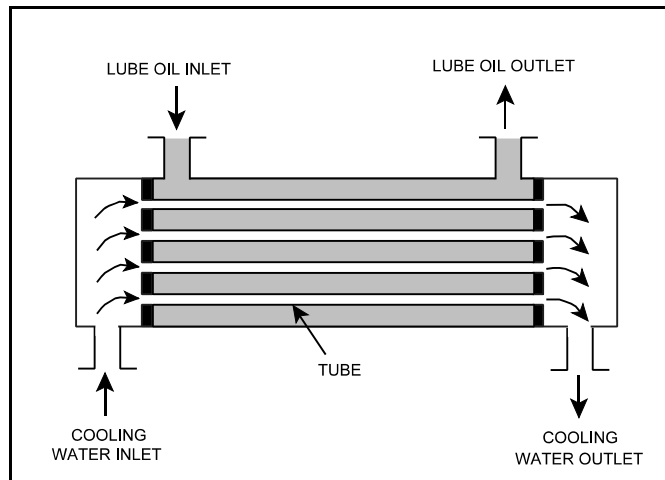 LUBE OIL INLET
LUBE OIL OUTLET
TUBE
COOLING
WATER INLET
COOLING
WATER OUTLET